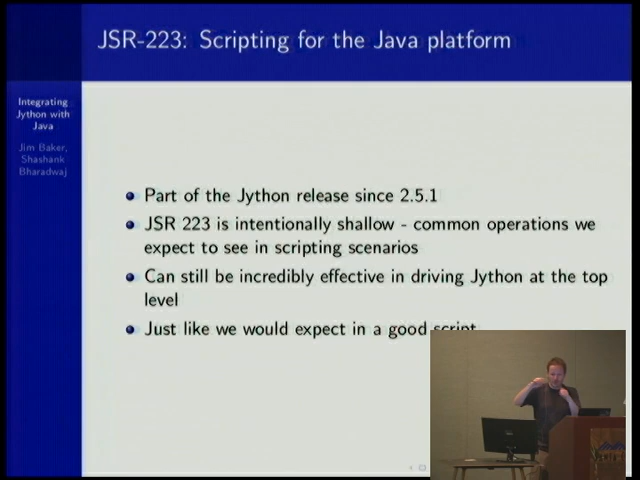 JSR-223: Scripting for the Java platform
Integrating
Jython with
Java
Jim Baker,
Shashank
Bharadwaj
Part of the Jython release since 2.5.1
JSR 223 is intentionally shallow - common operations we
expect to see in scripting scenarios
Can still be incredibly effective in driving Jython at the top
level
Just like we would expect in a good script